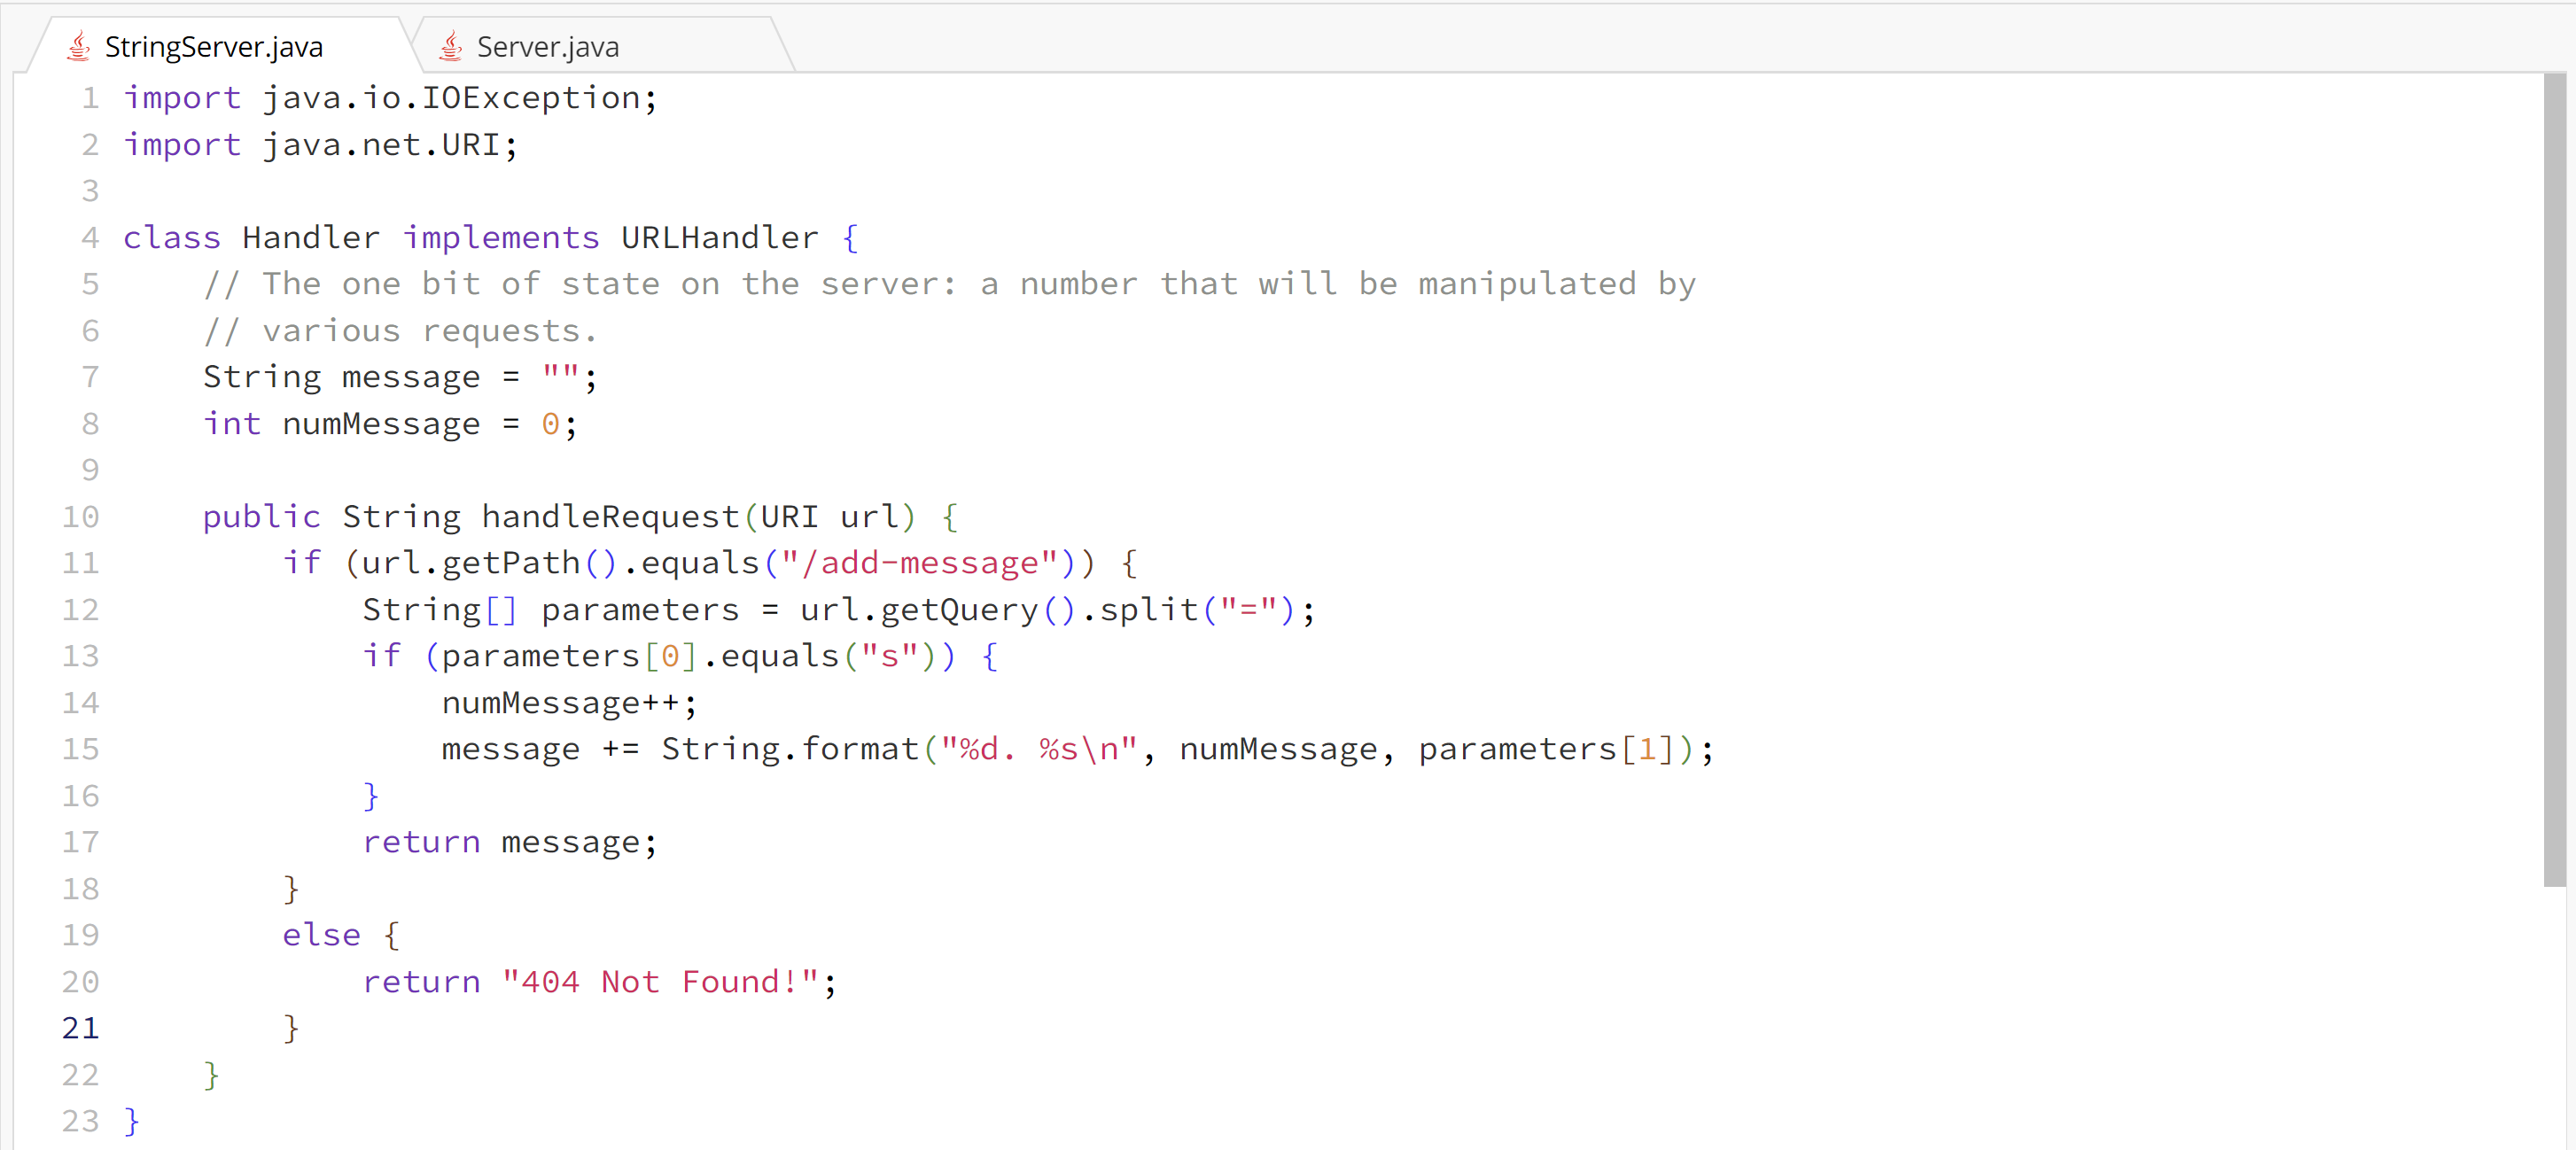 StringServer.java
Server.java
1 import java.io.IOException;
2 import java.net.URI;
3
4 class Handler implements URLHandler {
5     // The one bit of state on the server: a number that will be manipulated by
6     // various requests.
7     String message = "";
8     int numMessage = 0;
9
10     public String handleRequest(URI url) {
11         if (url.getPath().equals("/add-message")) {
12             String[] parameters = url.getQuery().split("=");
13             if (parameters[0].equals("s")) {
14                 numMessage++;
15                 message += String.format("%d. %s\n", numMessage, parameters[1]);
16             }
17             return message;
18         }
19         else {
20             return "404 Not Found!";
21         }
22     }
23 }